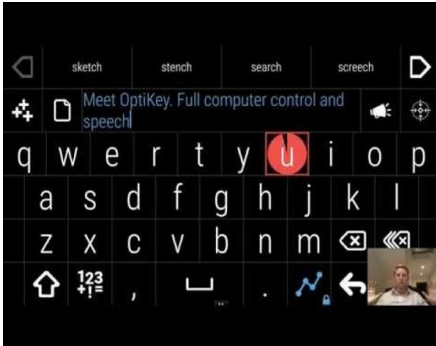 sketch stench search screech
Meet OptiKey. Full computer control and
speech
q w e r t y u i o p
a s d f g h j k l
z x c v b n m
123
+!=
, .